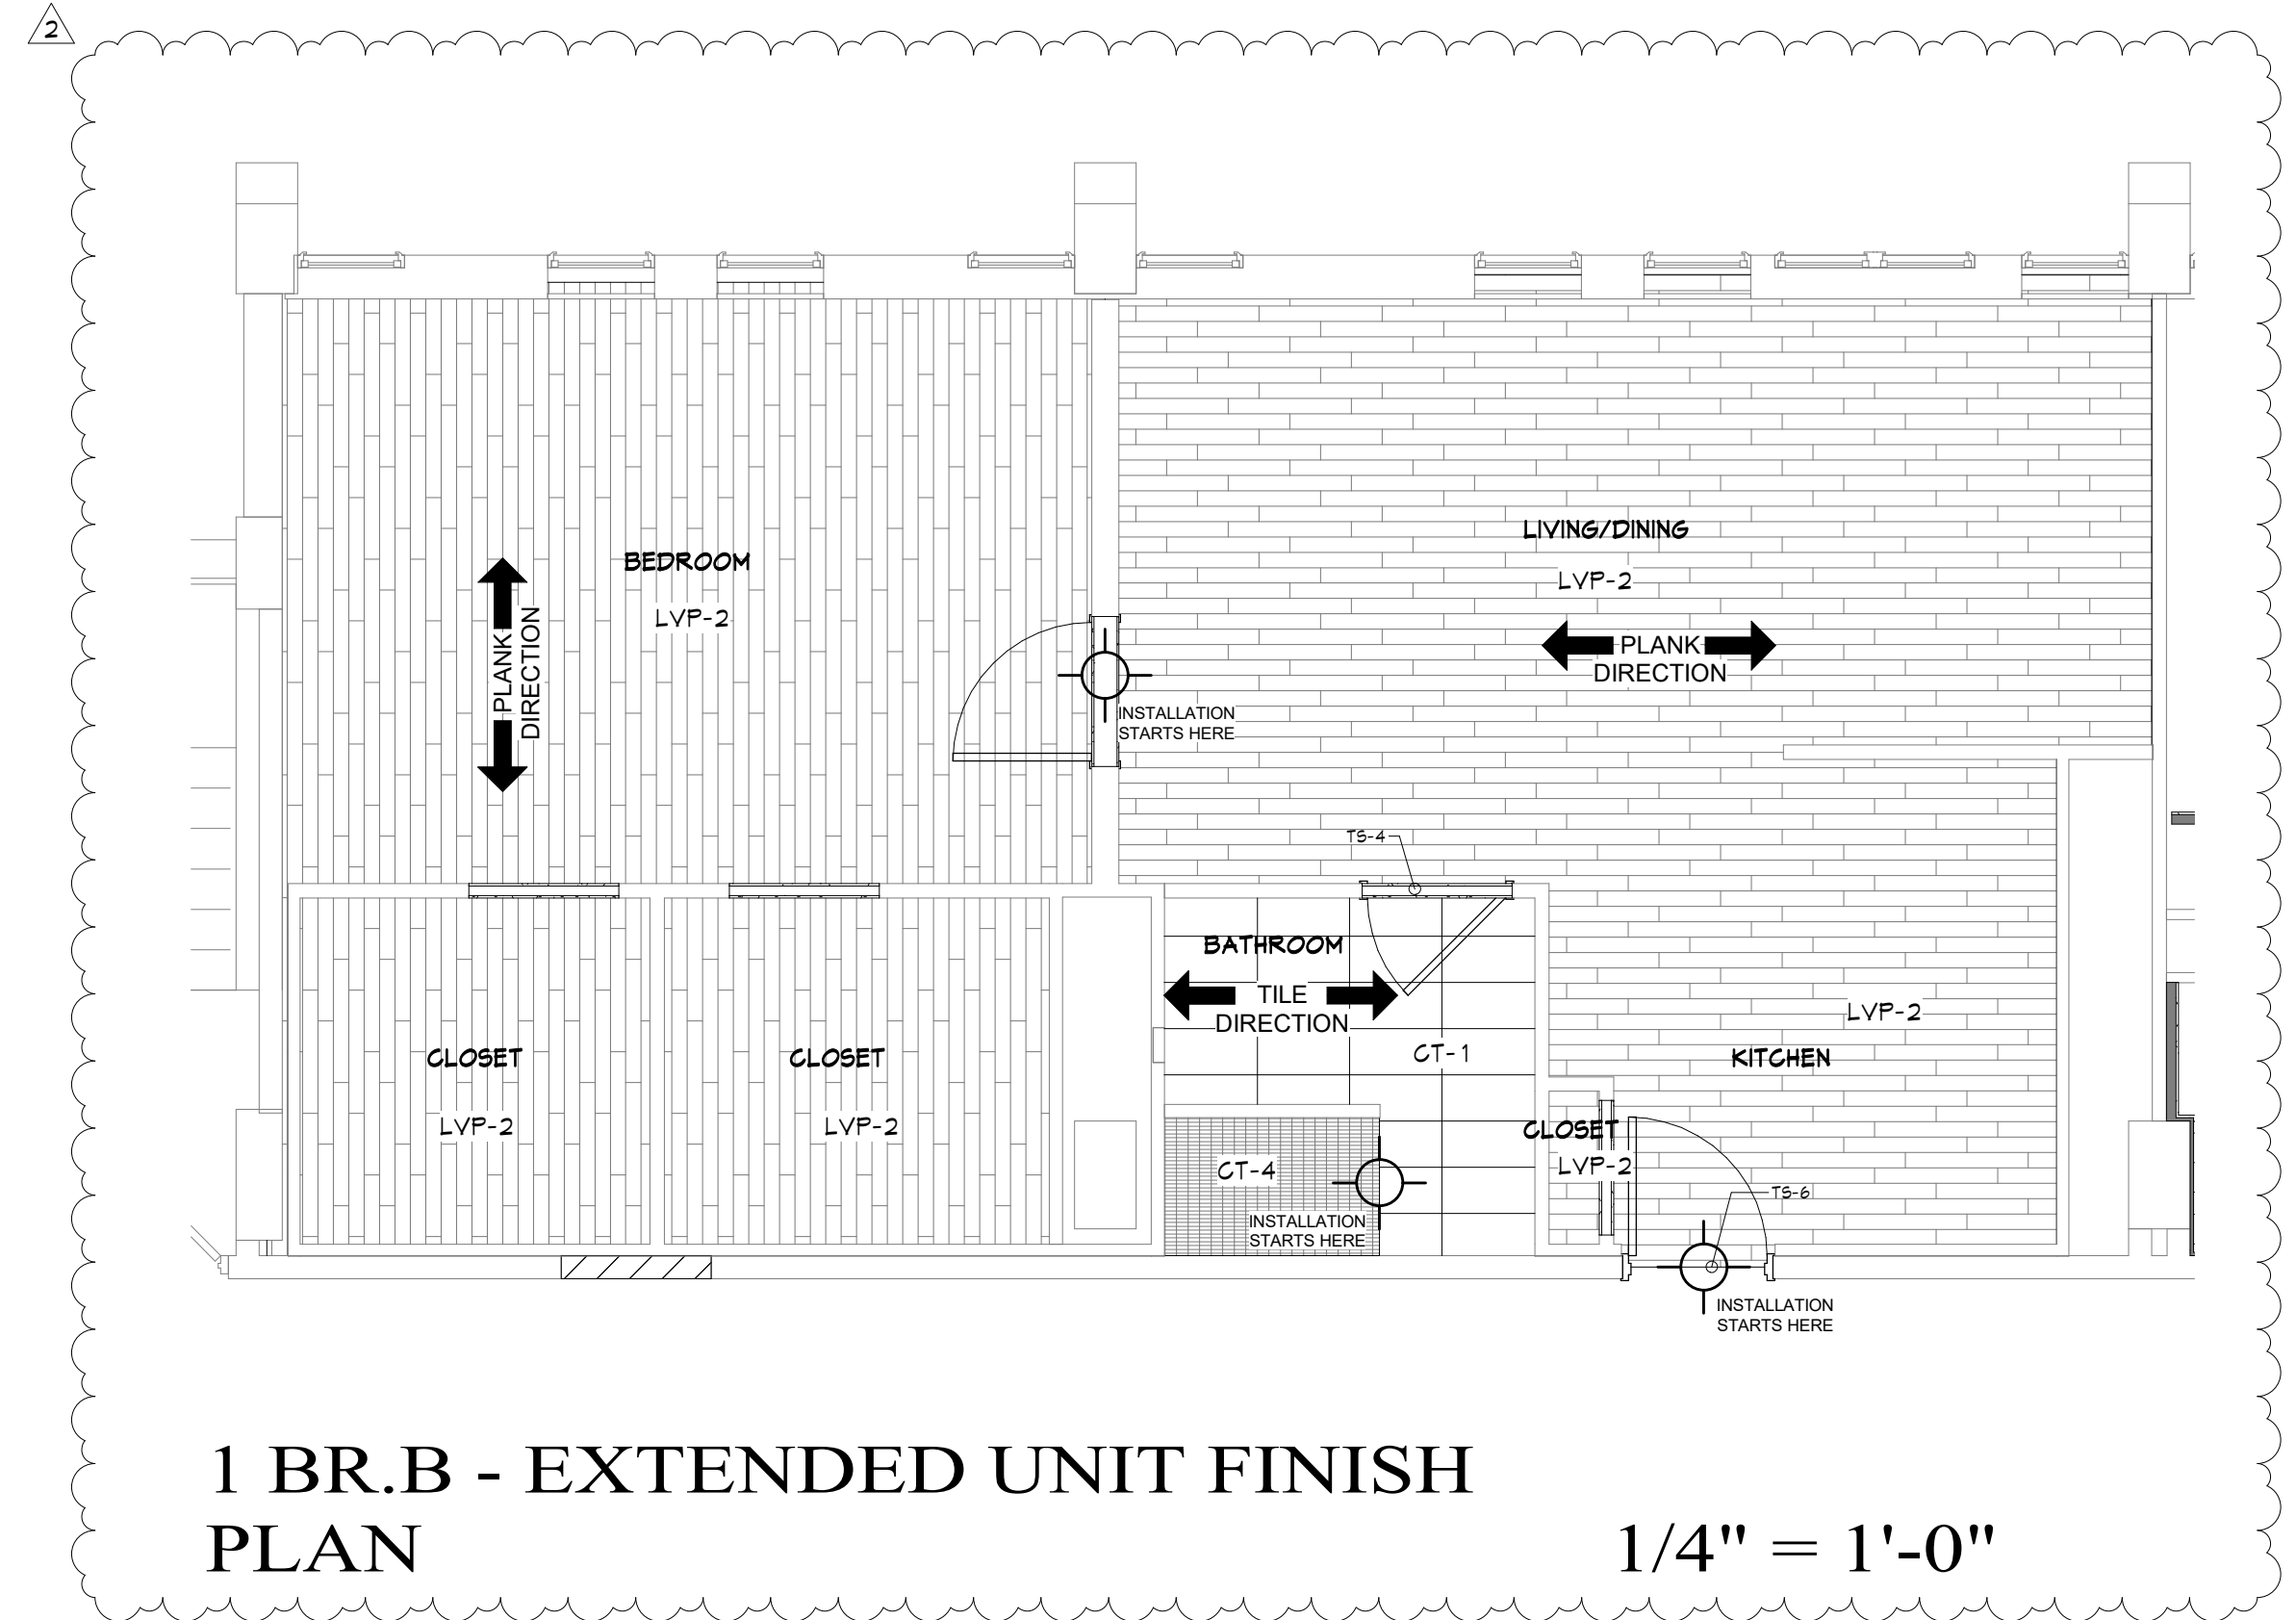 2
BEDROOM
LVP-2
PLANK
DIRECTION
LIVING/DINING
LVP-2
PLANK
DIRECTION
INSTALLATION
STARTS HERE
TS-4
BATHROOM
TILE
DIRECTION
CT-1
LVP-2
KITCHEN
CLOSET
LVP-2
CLOSET
LVP-2
CLOSET
LVP-2
CT-4
INSTALLATION
STARTS HERE
TS-6
INSTALLATION
STARTS HERE
1 BR.B - EXTENDED UNIT FINISH
PLAN
1/4" = 1'-0"